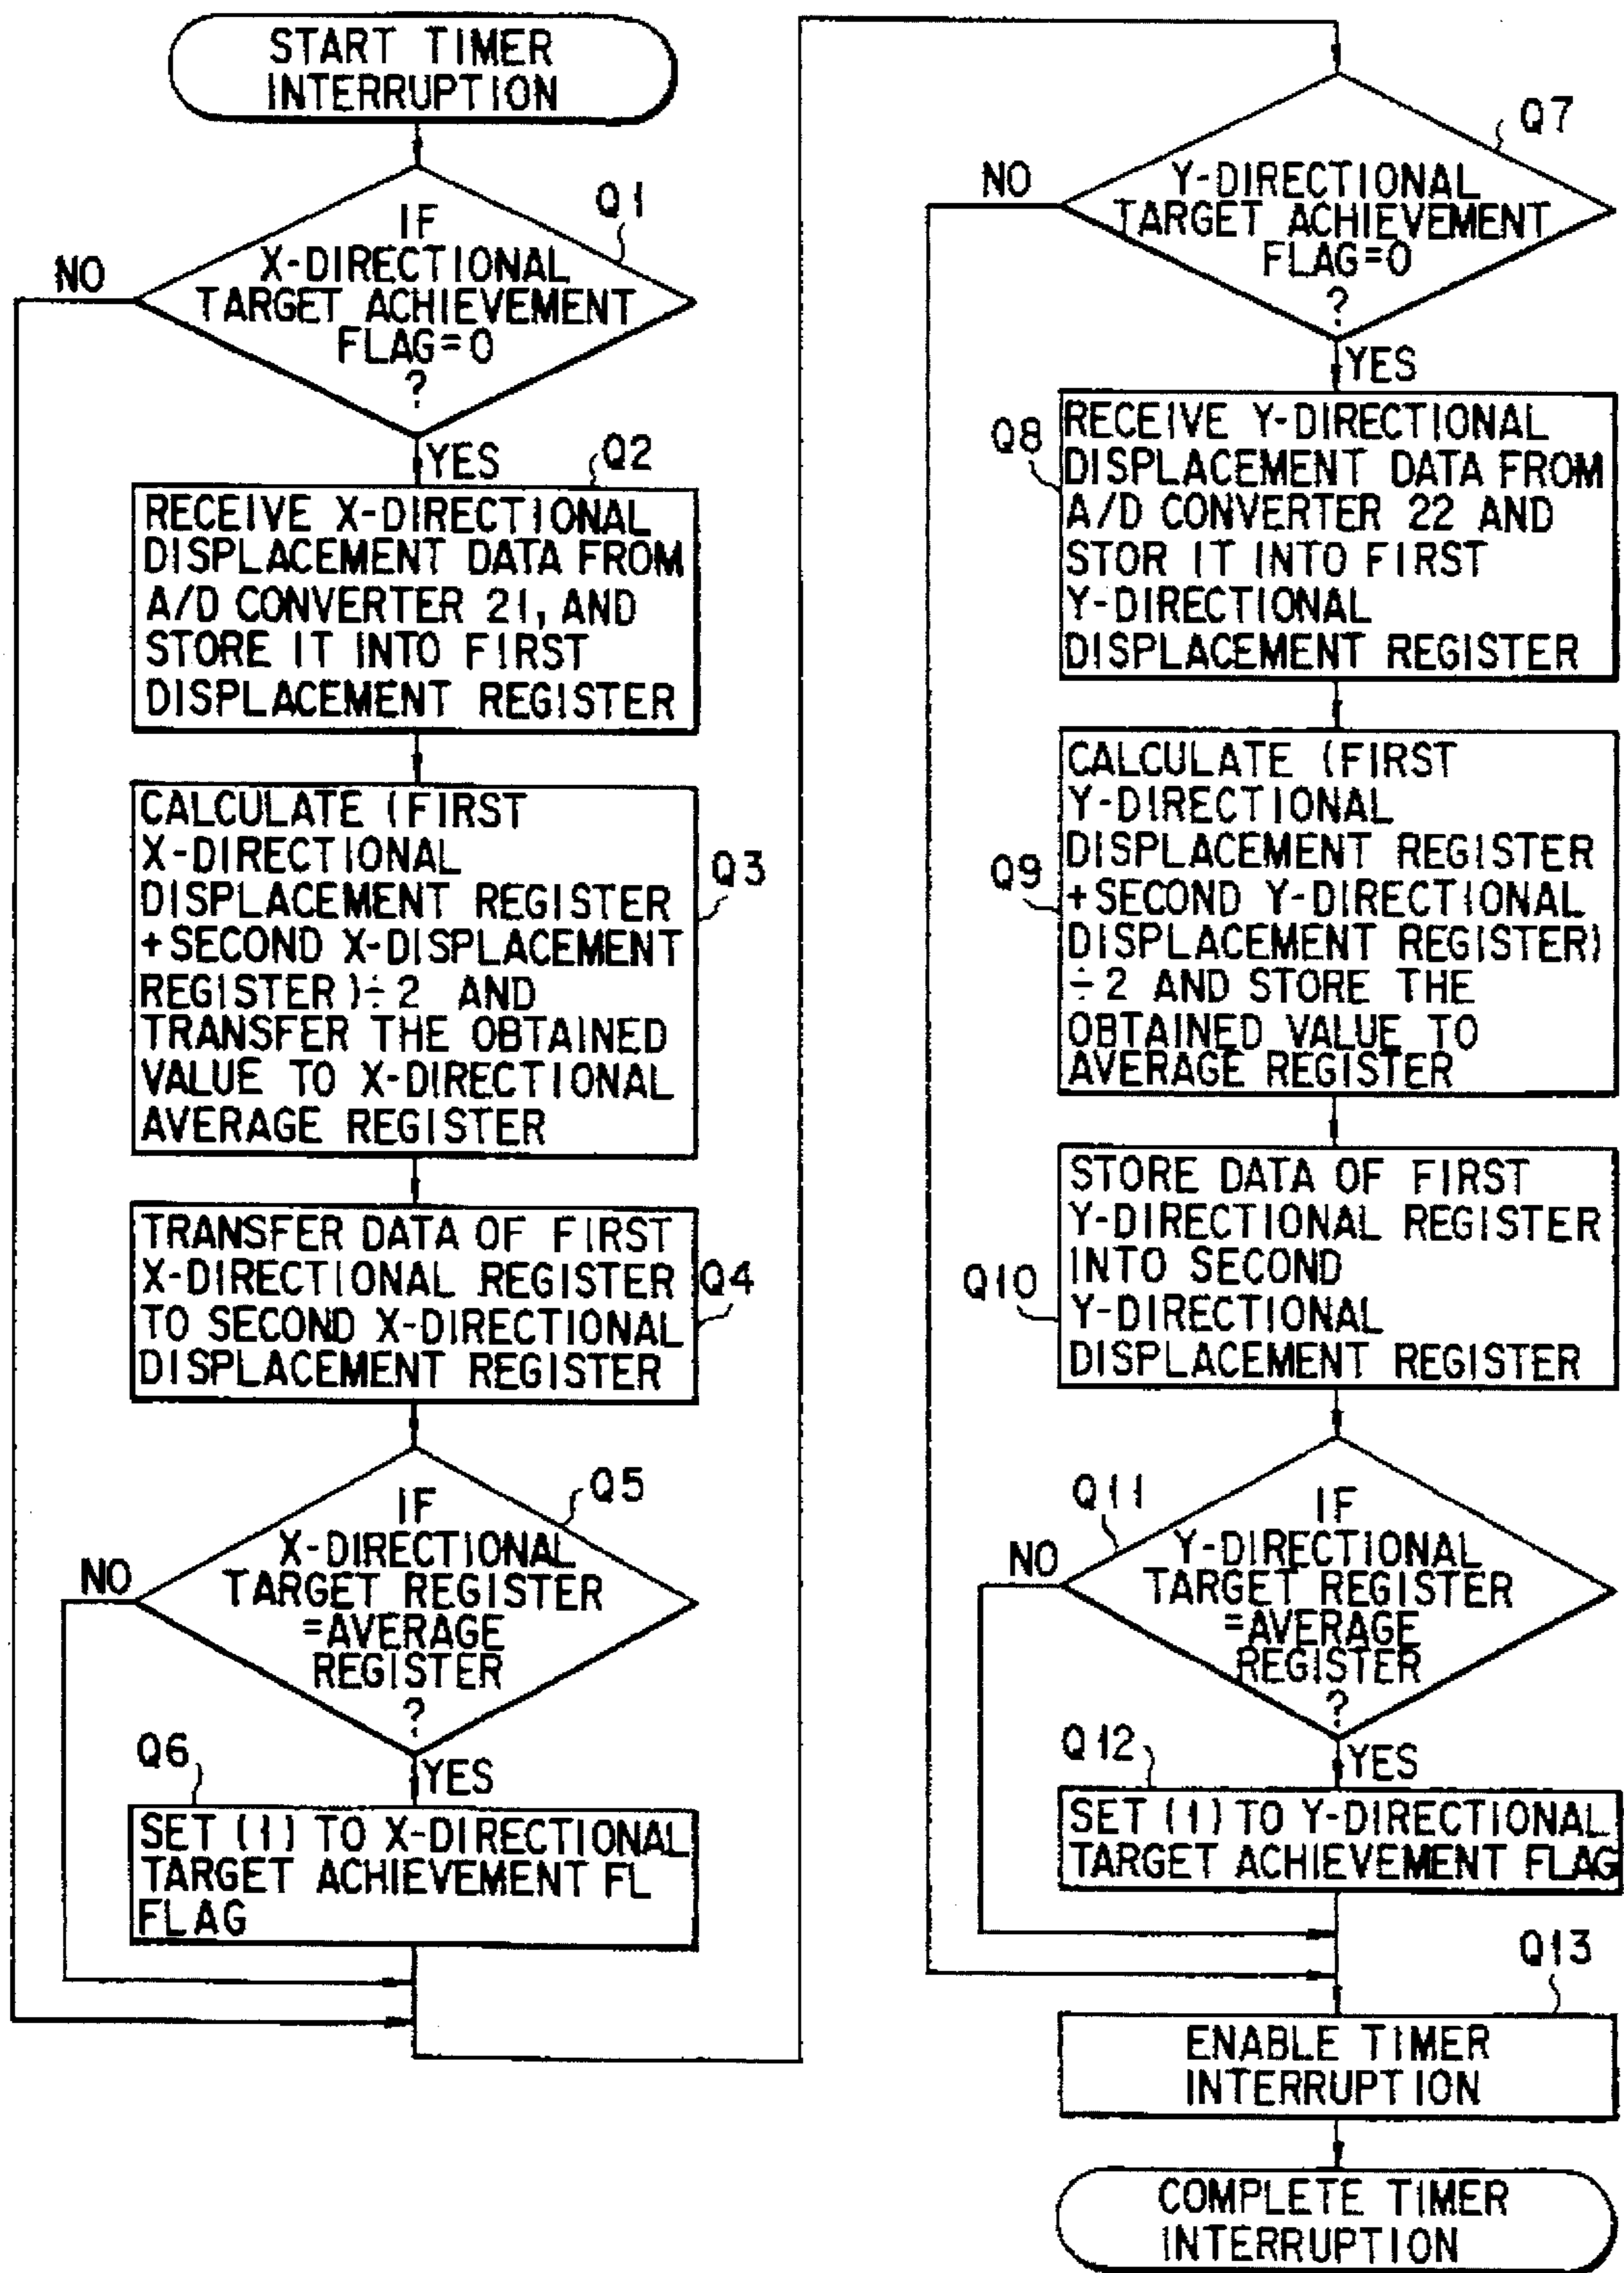 START TIMER
INTERRUPTION
Q1
IF
X-DIRECTIONAL
TARGET ACHIEVEMENT
FLAG=0
?
NO
YES
Q2
RECEIVE X-DIRECTIONAL
DISPLACEMENT DATA FROM
A/D CONVERTER 21, AND
STORE IT INTO FIRST
DISPLACEMENT REGISTER
CALCULATE (FIRST
X-DIRECTIONAL
DISPLACEMENT REGISTER
+SECOND X-DISPLACEMENT
REGISTER)÷2 AND
TRANSFER THE OBTAINED
VALUE TO X-DIRECTIONAL
AVERAGE REGISTER
Q3
TRANSFER DATA OF FIRST
X-DIRECTIONAL REGISTER
TO SECOND X-DIRECTIONAL
DISPLACEMENT REGISTER
Q4
Q5
IF
X-DIRECTIONAL
TARGET REGISTER
=AVERAGE
REGISTER
?
NO
YES
Q6
SET (1) TO X-DIRECTIONAL
TARGET ACHIEVEMENT FL
FLAG
Q7
Y-DIRECTIONAL
TARGET ACHIEVEMENT
FLAG=0
?
NO
YES
Q8
RECEIVE Y-DIRECTIONAL
DISPLACEMENT DATA FROM
A/D CONVERTER 22 AND
STOR IT INTO FIRST
Y-DIRECTIONAL
DISPLACEMENT REGISTER
Q9
CALCULATE (FIRST
Y-DIRECTIONAL
DISPLACEMENT REGISTER
+SECOND Y-DIRECTIONAL
DISPLACEMENT REGISTER)
÷2 AND STORE THE
OBTAINED VALUE TO
AVERAGE REGISTER
Q10
STORE DATA OF FIRST
Y-DIRECTIONAL REGISTER
INTO SECOND
Y-DIRECTIONAL
DISPLACEMENT REGISTER
Q11
IF
Y-DIRECTIONAL
TARGET REGISTER
=AVERAGE
REGISTER
?
NO
YES
Q12
SET (1) TO Y-DIRECTIONAL
TARGET ACHIEVEMENT FLAG
Q13
ENABLE TIMER
INTERRUPTION
COMPLETE TIMER
INTERRUPTION